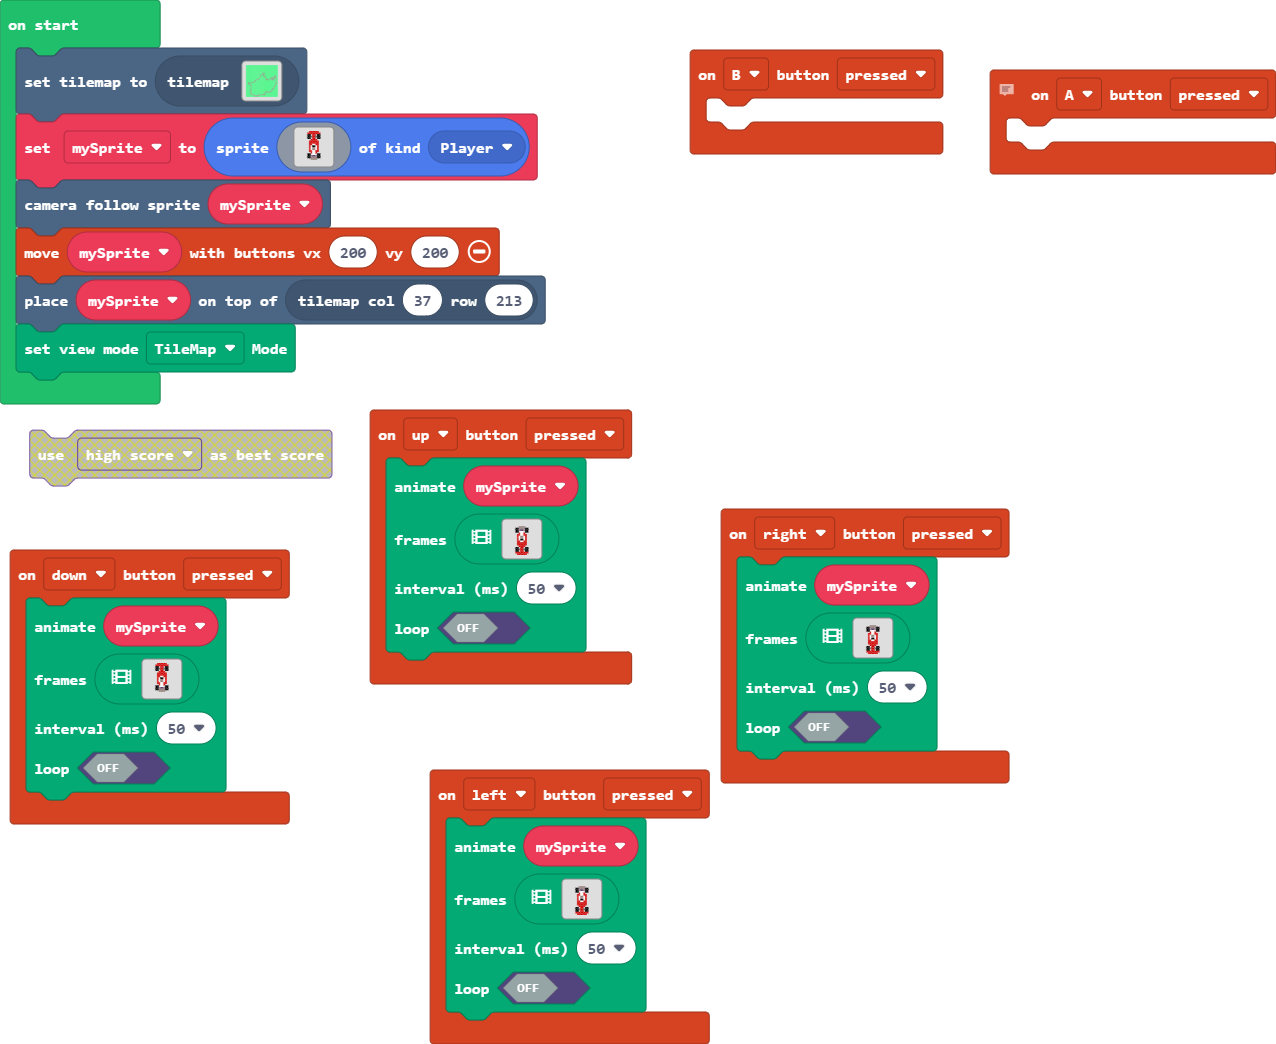 on start
set tilemap to tilemap
set mySprite to sprite of kind Player
camera follow sprite mySprite
move mySprite with buttons vx 200 vy 200
place mySprite on top of tilemap col 37 row 213
set view mode TileMap Mode
on B button pressed
on A button pressed
use high score as best score
on up button pressed
animate mySprite
frames
interval (ms) 50
loop OFF
on right button pressed
animate mySprite
frames
interval (ms) 50
loop OFF
on down button pressed
animate mySprite
frames
interval (ms) 50
loop OFF
on left button pressed
animate mySprite
frames
interval (ms) 50
loop OFF